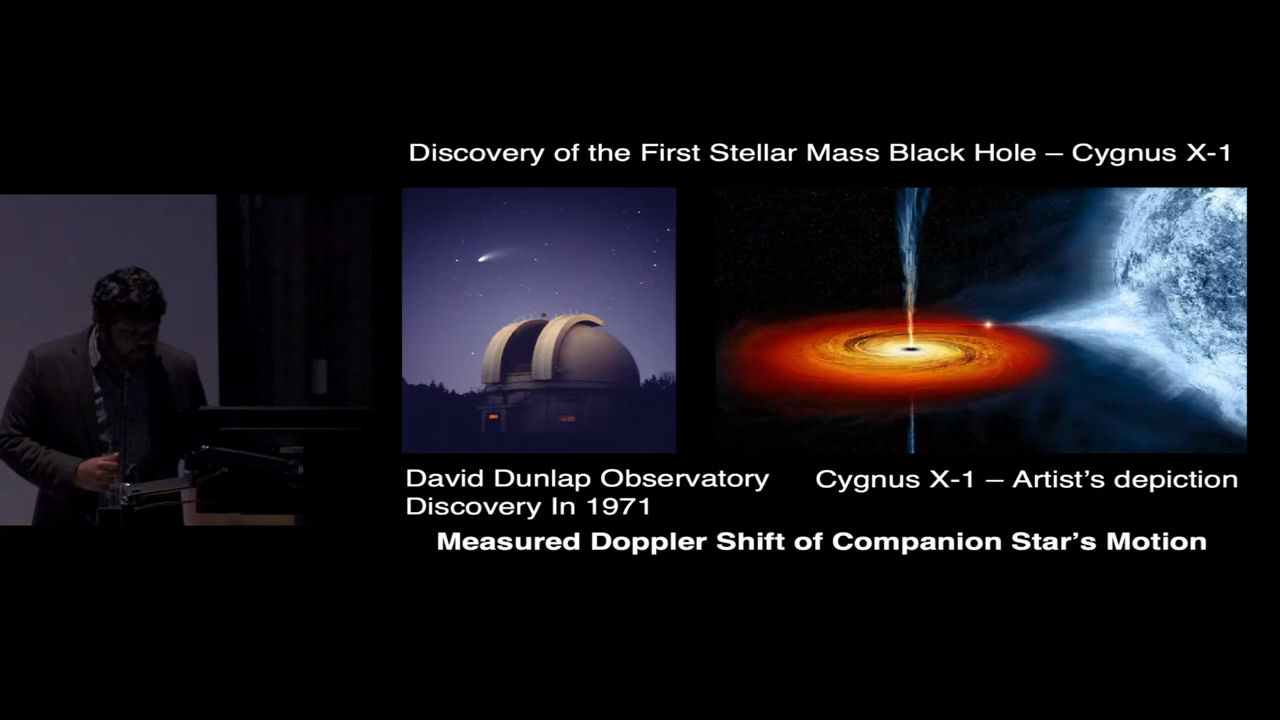 Discovery of the First Stellar Mass Black Hole – Cygnus X-1
David Dunlap Observatory
Discovery In 1971
Cygnus X-1 – Artist’s depiction
Measured Doppler Shift of Companion Star’s Motion